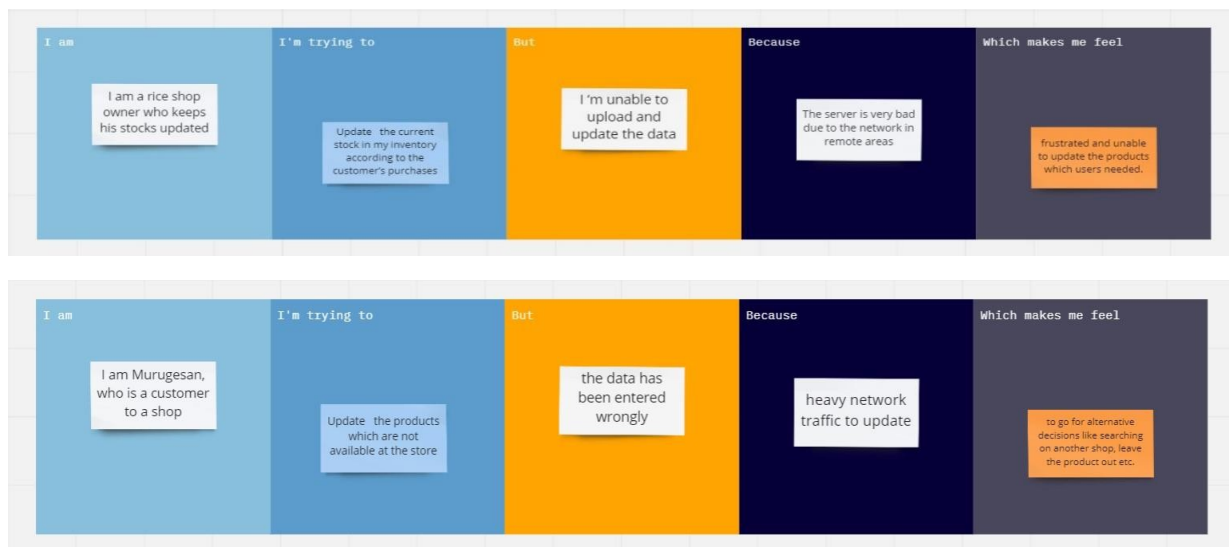 I am
I'm trying to
But
Because
Which makes me feel
I am a rice shop
owner who keeps
his stocks updated
Update the current
stock in my inventory
according to the
customer's purchases
I 'm unable to
upload and
update the data
The server is very bad
due to the network in
remote areas
frustrated and unable
to update the products
which users needed.
I am
I'm trying to
But
Because
Which makes me feel
I am Murugesan,
who is a customer
to a shop
Update the products
which are not
available at the store
the data has
been entered
wrongly
heavy network
traffic to update
to go for alternative
decisions like searching
on another shop, leave
the product out etc.